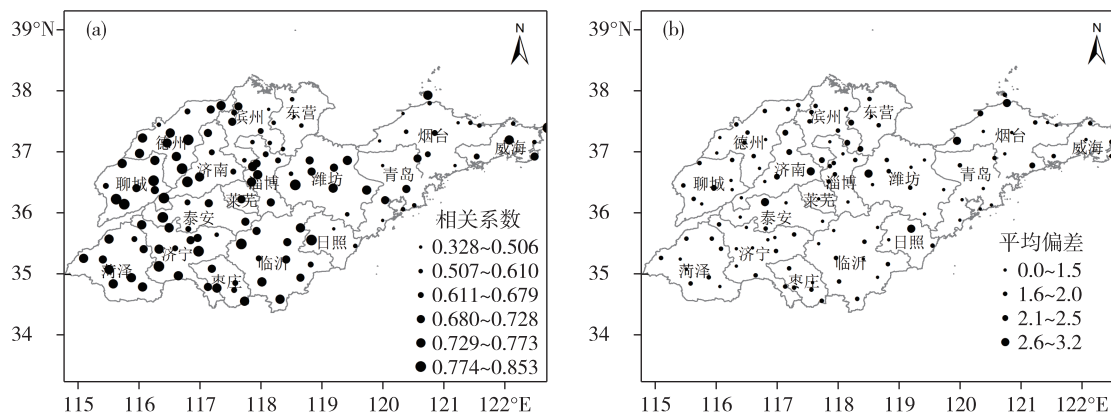 39°N
38
37
36
35
34
(a)
N
滨州
东营
德州
烟台
威海
济南
聊城
淄博
潍坊
青岛
莱芜
泰安
日照
济宁
临沂
菏泽
枣庄
相关系数
0.328~0.506
0.507~0.610
0.611~0.679
0.680~0.728
0.729~0.773
0.774~0.853
115 116 117 118 119 120 121 122°E
39°N
38
37
36
35
34
(b)
N
滨州
东营
德州
烟台
威海
济南
聊城
淄博
潍坊
青岛
莱芜
泰安
日照
济宁
临沂
菏泽
枣庄
平均偏差
0.0~1.5
1.6~2.0
2.1~2.5
2.6~3.2
115 116 117 118 119 120 121 122°E